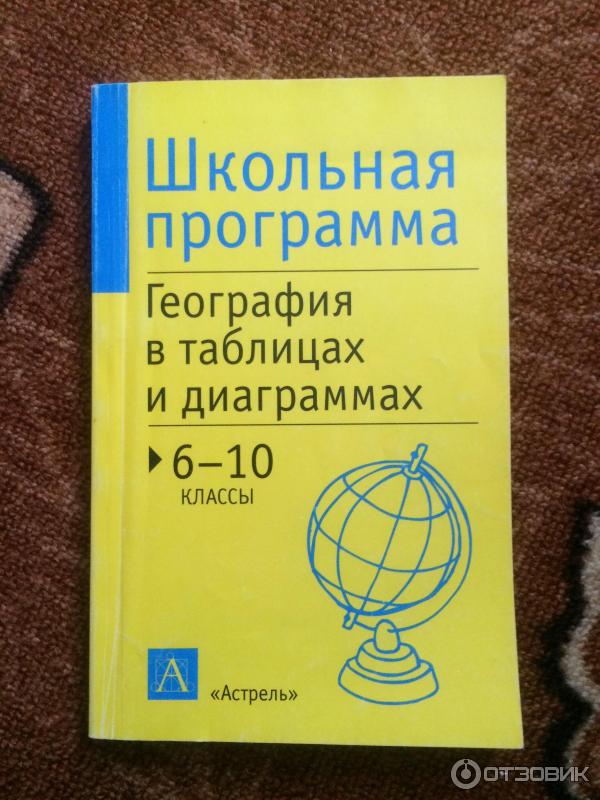 Школьная
программа
География
в таблицах
и диаграммах
6–10
КЛАССЫ
А
«Астрель»
ОТЗОВИК